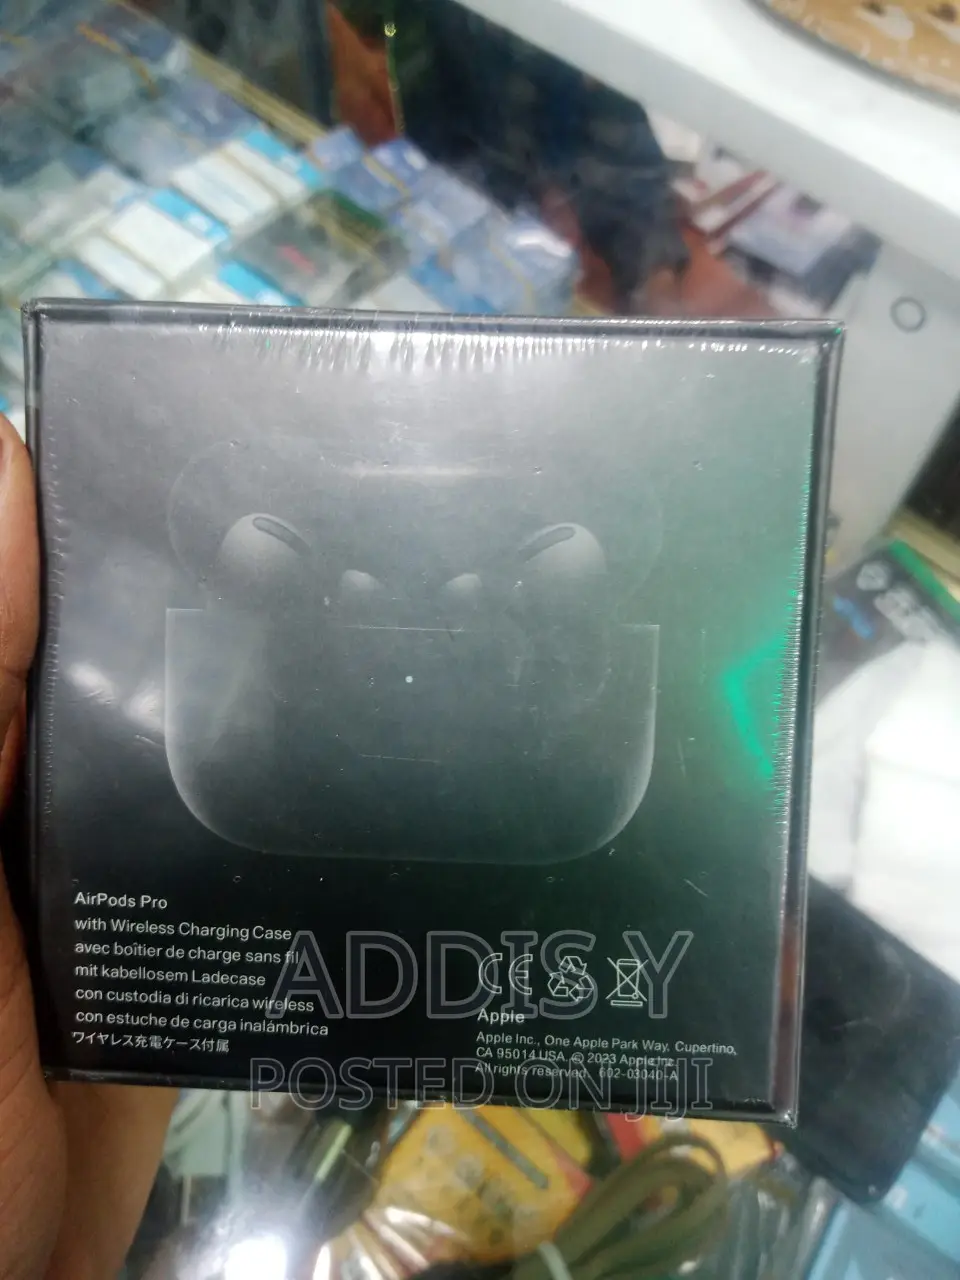 AirPods Pro
with Wireless Charging Case
avec boîtier de charge sans fil
mit kabellosem Ladecase
con custodia di ricarica wireless
con estuche de carga inalámbrica
ワイヤレス充電ケース付属
CE
Apple
Apple Inc., One Apple Park Way, Cupertino,
CA 95014 USA. © 2023 Apple Inc.
All rights reserved. 602-03040-A
ADDIS Y
POSTED ON JIJI